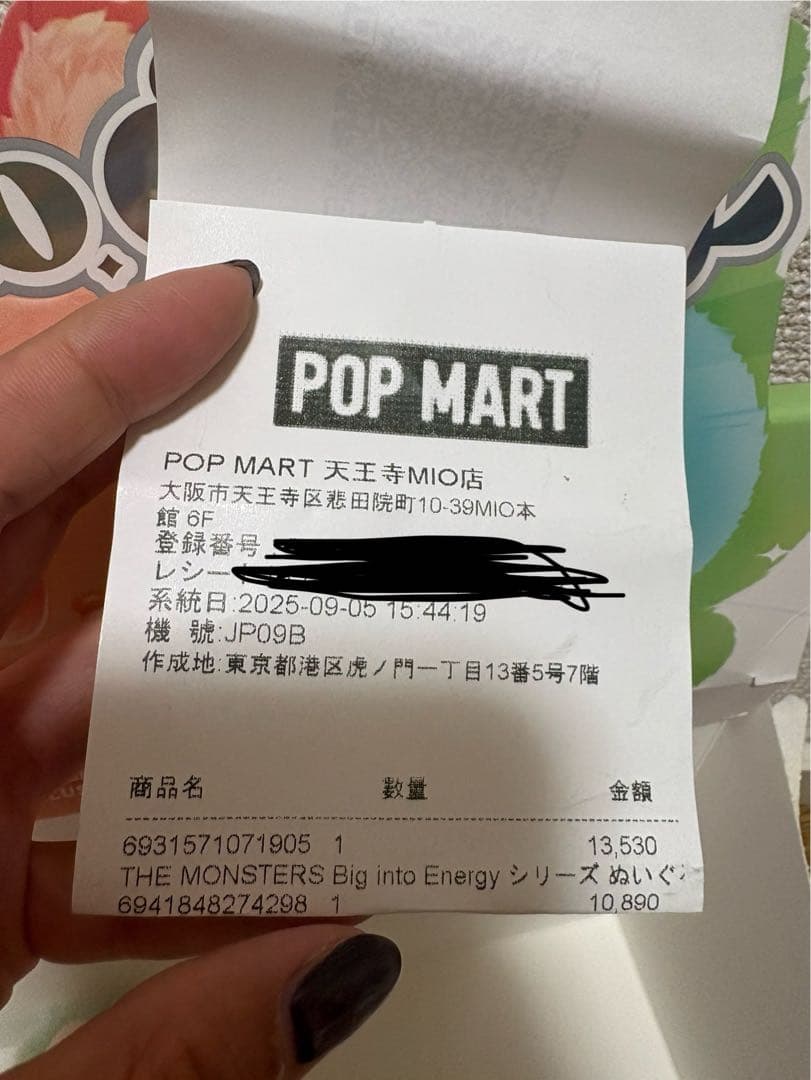 POP MART
POP MART 天王寺MIO店
大阪市天王寺区悲田院町10-39MIO本
館 6F
登録番号
レシー
系統日:2025-09-05 15:44:19
機 號:JP09B
作成地:東京都港区虎ノ門一丁目13番5号7階
商品名 數量 金額
6931571071905 1 13,530
THE MONSTERS Big into Energy シリーズ ぬいぐ
6941848274298 1 10,890